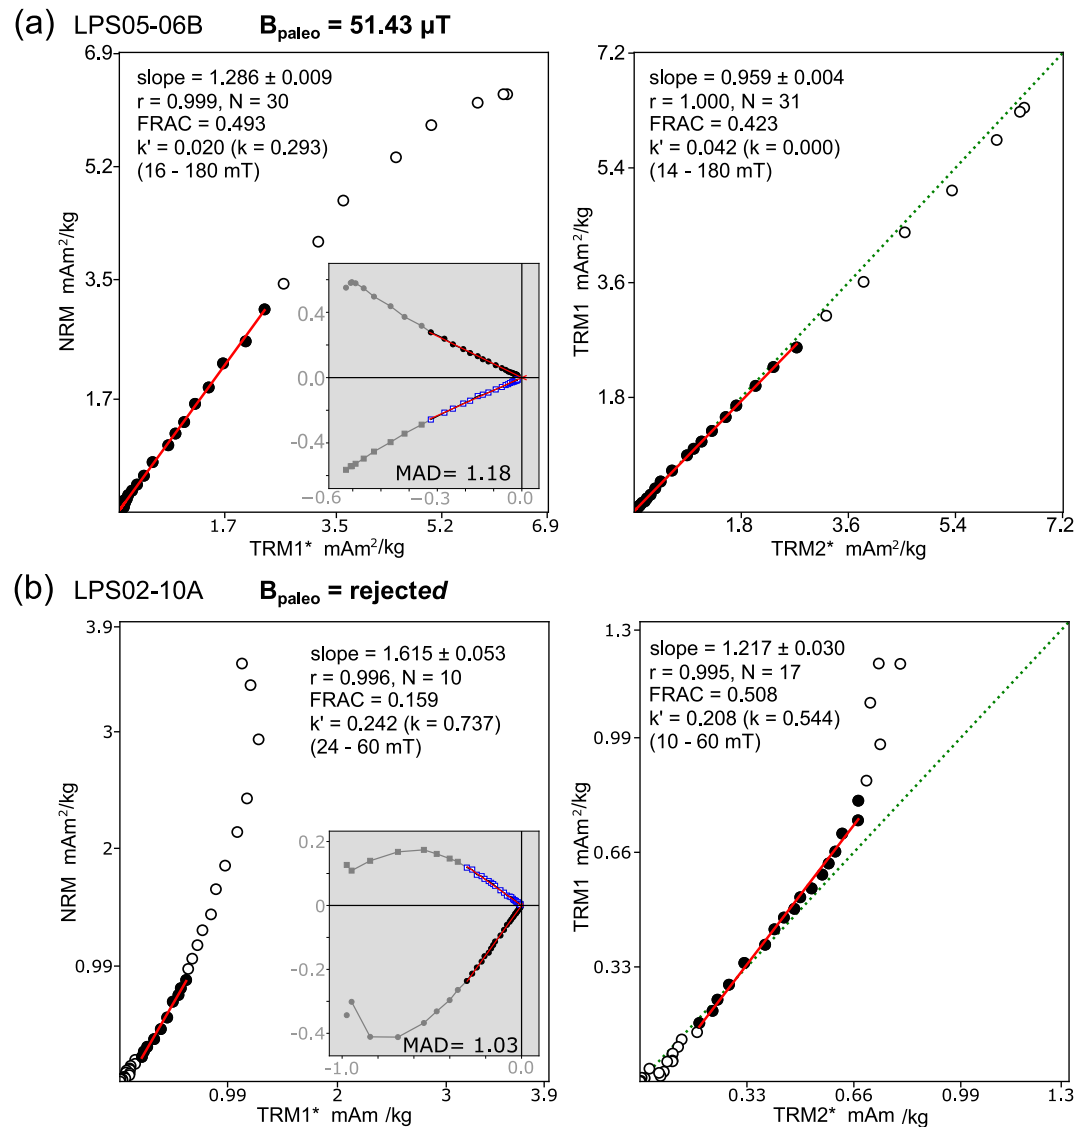 (a) LPS05-06B B_paleo = 51.43 µT
6.9
5.2
3.5
1.7
NRM mAm²/kg
slope = 1.286 ± 0.009
r = 0.999, N = 30
FRAC = 0.493
k' = 0.020 (k = 0.293)
(16 - 180 mT)
0.4
0.0
−0.4
MAD= 1.18
−0.6 −0.3 0.0
1.7 3.5 5.2 6.9
TRM1* mAm²/kg
7.2
5.4
3.6
1.8
TRM1 mAm²/kg
slope = 0.959 ± 0.004
r = 1.000, N = 31
FRAC = 0.423
k' = 0.042 (k = 0.000)
(14 - 180 mT)
1.8 3.6 5.4 7.2
TRM2* mAm²/kg
(b) LPS02-10A B_paleo = rejected
3.9
3
2
0.99
NRM mAm²/kg
slope = 1.615 ± 0.053
r = 0.996, N = 10
FRAC = 0.159
k' = 0.242 (k = 0.737)
(24 - 60 mT)
0.2
0
-0.2
-0.4
MAD= 1.03
-1.0 0.0
0.99 2 3 3.9
TRM1* mAm /kg
1.3
0.99
0.66
0.33
TRM1 mAm²/kg
slope = 1.217 ± 0.030
r = 0.995, N = 17
FRAC = 0.508
k' = 0.208 (k = 0.544)
(10 - 60 mT)
0.33 0.66 0.99 1.3
TRM2* mAm /kg